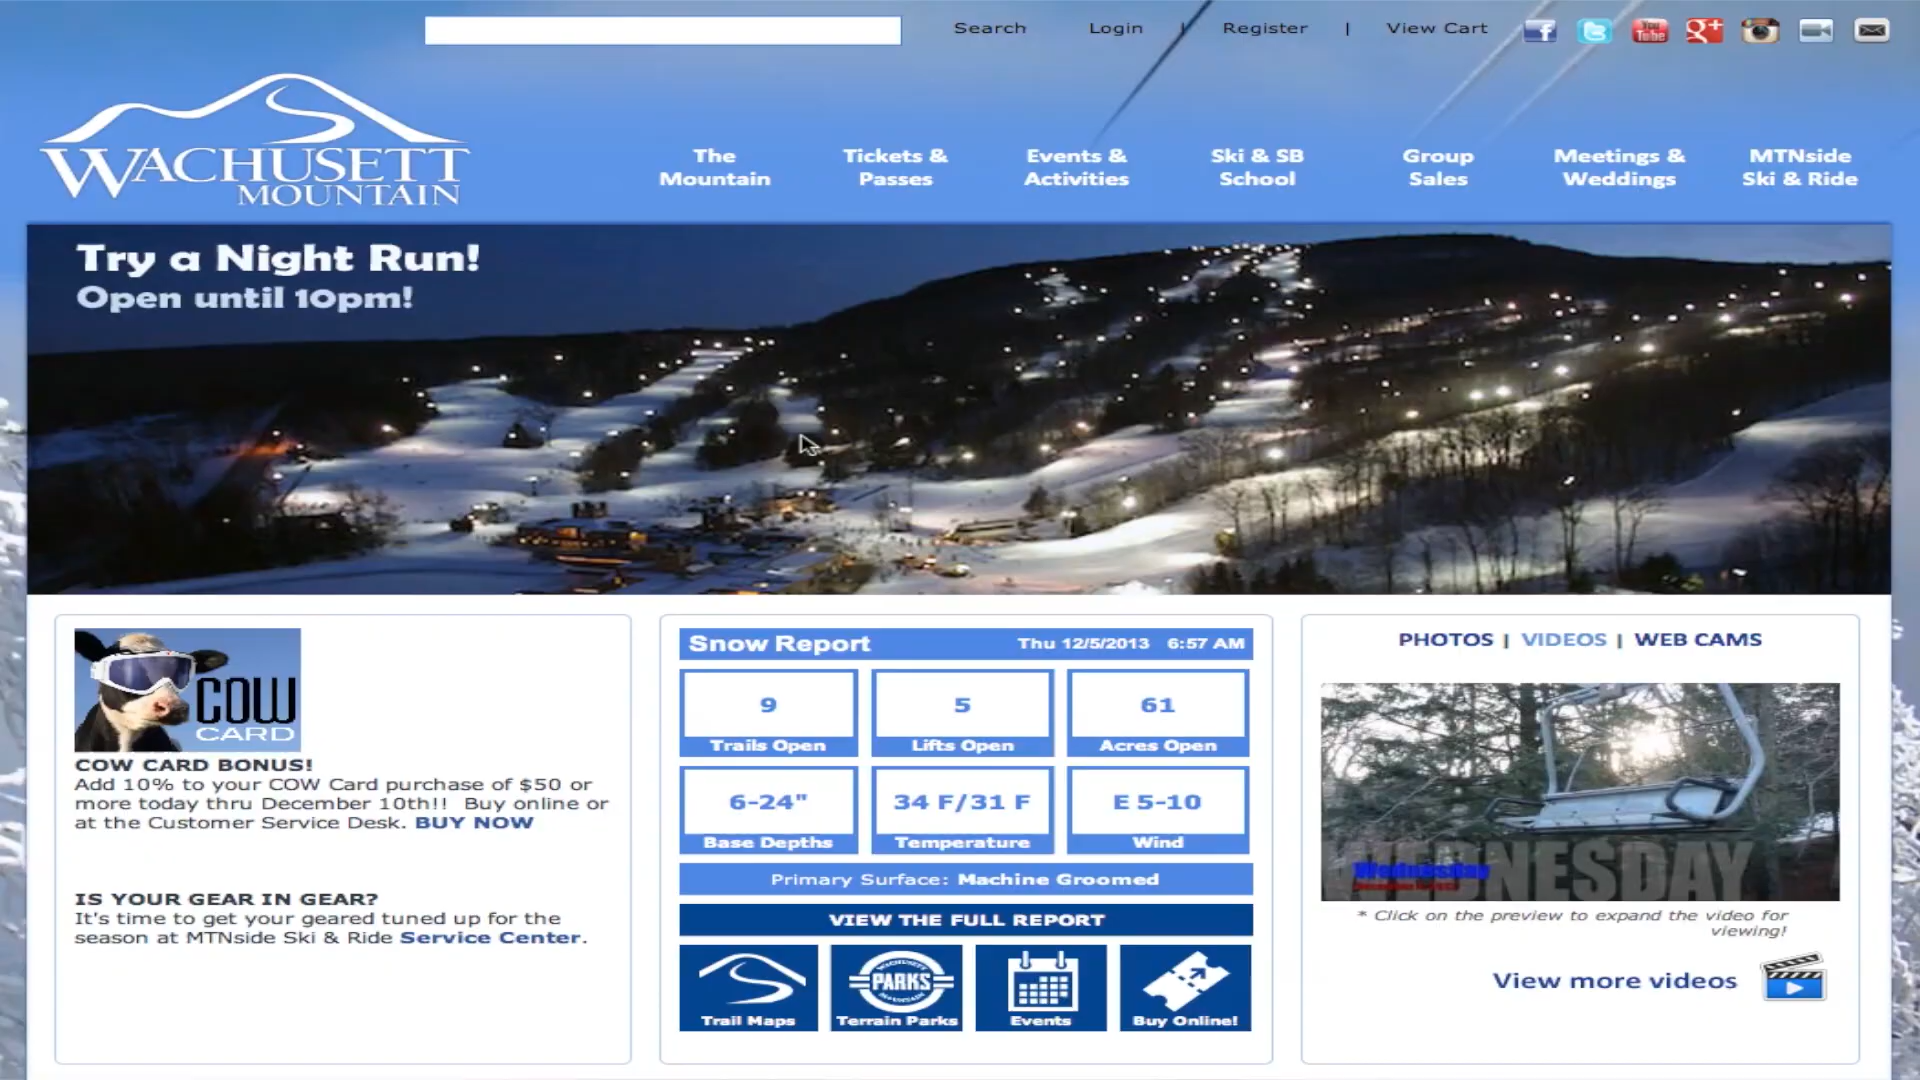 Search Login | Register | View Cart
You
Tube
g+
WACHUSETT
MOUNTAIN
The
Mountain
Tickets &
Passes
Events &
Activities
Ski & SB
School
Group
Sales
Meetings &
Weddings
MTNside
Ski & Ride
Try a Night Run!
Open until 10pm!
COW
CARD
COW CARD BONUS!
Add 10% to your COW Card purchase of $50 or
more today thru December 10th!! Buy online or
at the Customer Service Desk. BUY NOW
IS YOUR GEAR IN GEAR?
It's time to get your geared tuned up for the
season at MTNside Ski & Ride Service Center.
Snow Report Thu 12/5/2013 6:57 AM
9
Trails Open
5
Lifts Open
61
Acres Open
6-24"
Base Depths
34 F/31 F
Temperature
E 5-10
Wind
Primary Surface: Machine Groomed
VIEW THE FULL REPORT
Trail Maps
WACHUSETT
PARKS
MOUNTAIN
Terrain Parks
Events
Buy Online!
PHOTOS | VIDEOS | WEB CAMS
WEDNESDAY
Wednesday
* Click on the preview to expand the video for
viewing!
View more videos